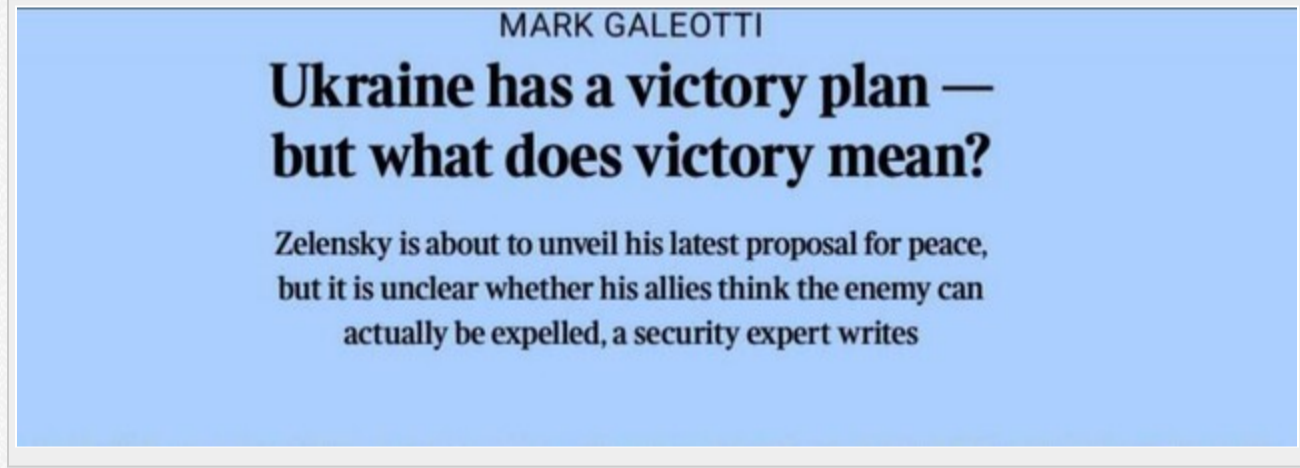 MARK GALEOTTI
Ukraine has a victory plan —
but what does victory mean?
Zelensky is about to unveil his latest proposal for peace,
but it is unclear whether his allies think the enemy can
actually be expelled, a security expert writes